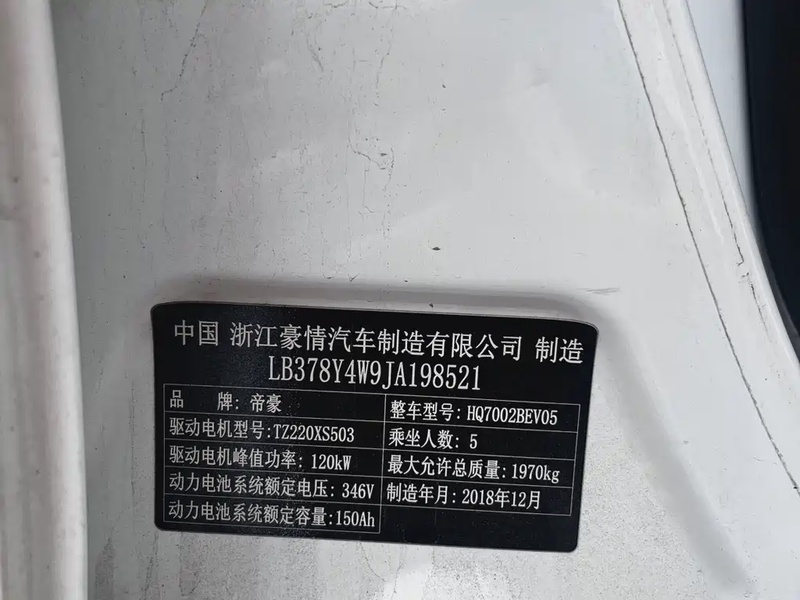 中国 浙江豪情汽车制造有限公司 制造
LB378Y4W9JA198521
品 牌: 帝豪
整车型号: HQ7002BEV05
驱动电机型号:TZ220XS503
乘坐人数: 5
驱动电机峰值功率: 120kW
最大允许总质量: 1970kg
动力电池系统额定电压: 346V
制造年月: 2018年12月
动力电池系统额定容量:150Ah